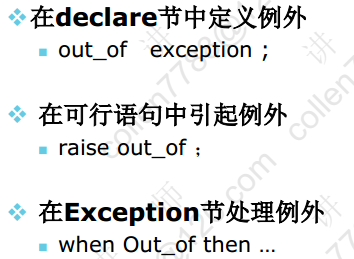 在declare节中定义例外
out_of exception ;
在可行语句中引起例外
raise out_of ;
在Exception节处理例外
when Out_of then ...